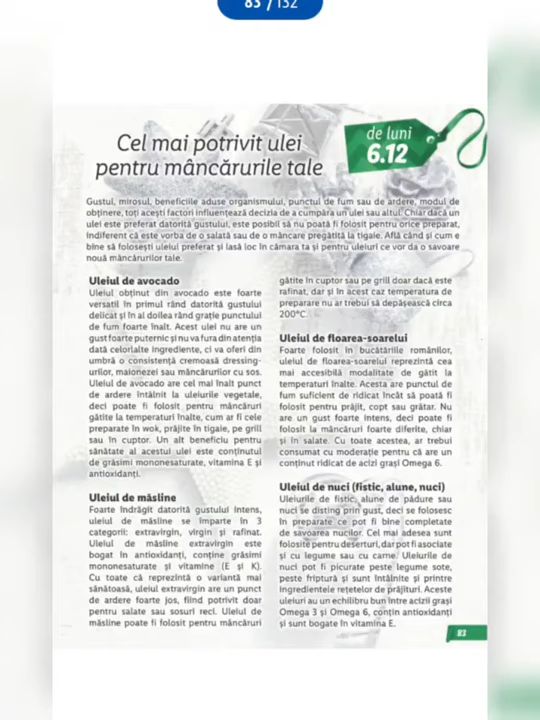 83 / 132
de luni
6.12
Cel mai potrivit ulei
pentru mâncărurile tale
Gustul, mirosul, beneficiile aduse organismului, punctul de fum sau de ardere, modul de
obținere, toți acești factori influențează decizia de a cumpăra un ulei sau altul. Chiar dacă un
ulei este preferat datorită gustului, este posibil să nu poată fi folosit pentru orice preparat,
indiferent că este vorba de o salată sau de o mâncare pregătită la tigaie. Află când și cum e
bine să folosești uleiul preferat și lasă loc în cămara ta și pentru uleiuri ce vor da o savoare
nouă mâncărurilor tale.
Uleiul de avocado
Uleiul obținut din avocado este foarte
versatil în primul rând datorită gustului
delicat și în al doilea rând grație punctului
de fum foarte înalt. Acest ulei nu are un
gust foarte puternic și nu va fura din atenția
dată celorlalte ingrediente, ci va oferi din
umbră o consistență cremoasă dressing-
urilor, maionezei sau mâncărurilor cu sos.
Uleiul de avocado are cel mai înalt punct
de ardere întâlnit la uleiurile vegetale,
deci poate fi folosit pentru mâncăruri
gătite la temperaturi înalte, cum ar fi cele
preparate în wok, prăjite în tigaie, pe grill
sau în cuptor. Un alt beneficiu pentru
sănătate al acestui ulei este conținutul
de grăsimi mononesaturate, vitamina E și
antioxidanți.
Uleiul de măsline
Foarte îndrăgit datorită gustului intens,
uleiul de măsline se împarte în 3
categorii: extravirgin, virgin și rafinat.
Uleiul de măsline extravirgin este
bogat în antioxidanți, conține grăsimi
mononesaturate și vitamine (E și K).
Cu toate că reprezintă o variantă mai
sănătoasă, uleiul extravirgin are un punct
de ardere foarte jos, fiind potrivit doar
pentru salate sau sosuri reci. Uleiul de
măsline poate fi folosit pentru mâncăruri
gătite în cuptor sau pe grill doar dacă este
rafinat, dar și în acest caz temperatura de
preparare nu ar trebui să depășească circa
200°C.
Uleiul de floarea-soarelui
Foarte folosit în bucătăriile românilor,
uleiul de floarea-soarelui reprezintă cea
mai accesibilă modalitate de gătit la
temperaturi înalte. Acesta are punctul de
fum suficient de ridicat încât să poată fi
folosit pentru prăjit, copt sau grătar. Nu
are un gust foarte intens, deci poate fi
folosit la mâncăruri foarte diferite, chiar
și în salate. Cu toate acestea, ar trebui
consumat cu moderație pentru că are un
conținut ridicat de acizi grași Omega 6.
Uleiul de nuci (fistic, alune, nuci)
Uleiurile de fistic, alune de pădure sau
nuci se disting prin gust, deci se folosesc
în preparate ce pot fi bine completate
de savoarea nucilor. Cel mai adesea sunt
folosite pentru deserturi, dar pot fi asociate
și cu legume sau cu carne. Uleiurile de
nuci pot fi picurate peste legume sote,
peste friptură și sunt întâlnite și printre
ingredientele rețetelor de prăjituri. Aceste
uleiuri au un echilibru bun între acizii grași
Omega 3 și Omega 6, conțin antioxidanți
și sunt bogate în vitamina E.
83